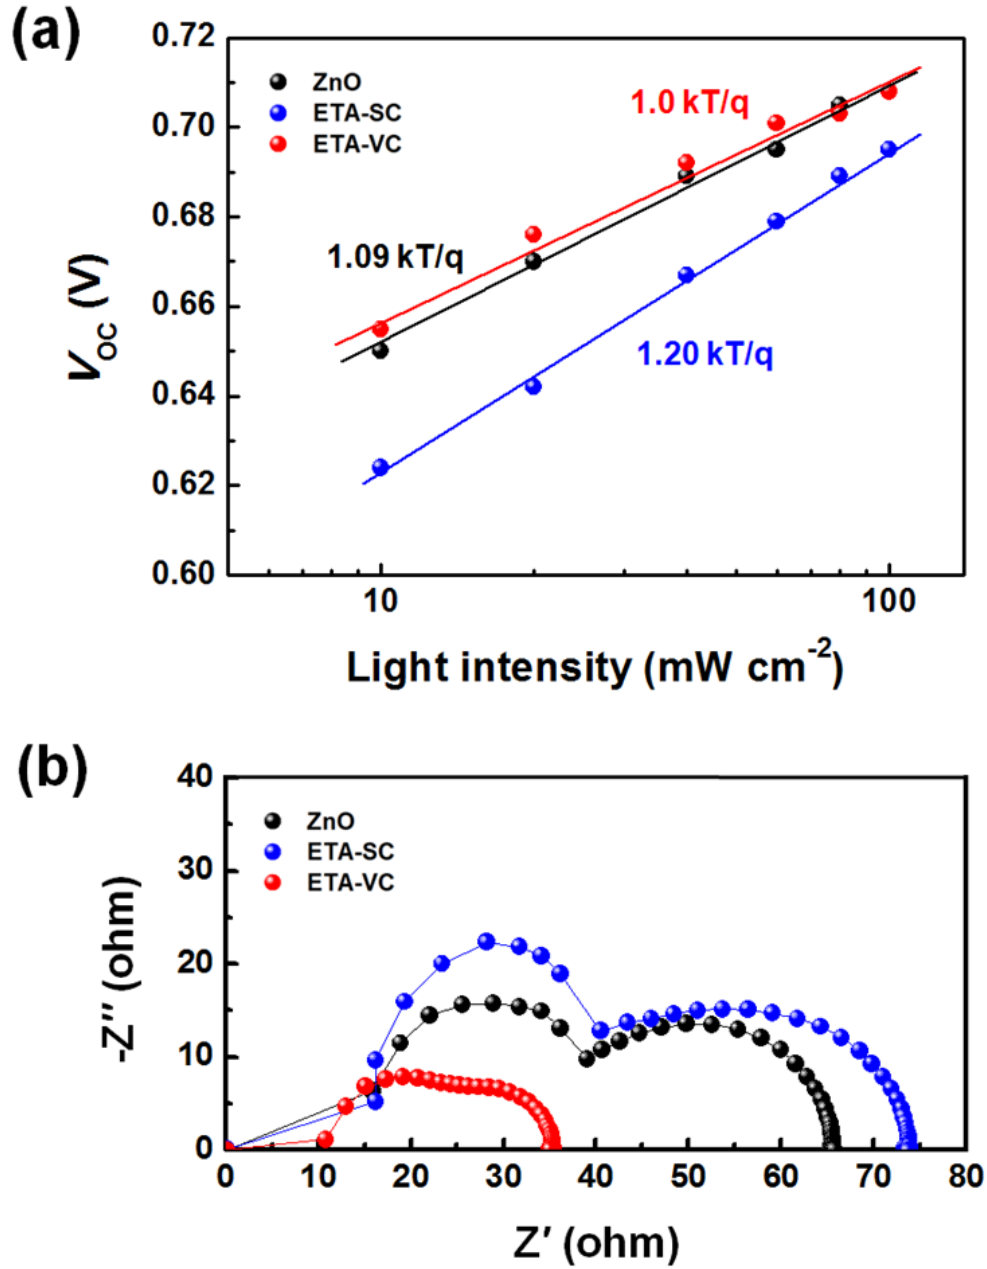 (a)
0.72
0.70
0.68
0.66
0.64
0.62
0.60
V_OC (V)
ZnO
ETA-SC
ETA-VC
1.0 kT/q
1.09 kT/q
1.20 kT/q
10 100
Light intensity (mW cm⁻²)
(b)
40
30
20
10
0
-Z'' (ohm)
ZnO
ETA-SC
ETA-VC
0 10 20 30 40 50 60 70 80
Z' (ohm)